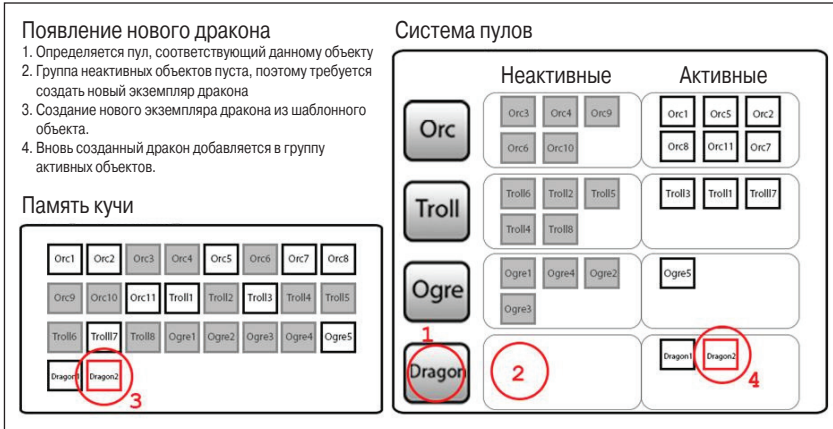 Появление нового дракона
1. Определяется пул, соответствующий данному объекту
2. Группа неактивных объектов пуста, поэтому требуется
создать новый экземпляр дракона
3. Создание нового экземпляра дракона из шаблонного
объекта.
4. Вновь созданный дракон добавляется в группу
активных объектов.
Память кучи
Orc1 Orc2 Orc3 Orc4 Orc5 Orc6 Orc7 Orc8
Orc9 Orc10 Orc11 Troll1 Troll2 Troll3 Troll4 Troll5
Troll6 Trolll7 Troll8 Ogre1 Ogre2 Ogre3 Ogre4 Ogre5
Dragon1 Dragon2
3
Система пулов
Неактивные Активные
Orc
Orc3 Orc4 Orc9
Orc6 Orc10
Orc1 Orc5 Orc2
Orc8 Orc11 Orc7
Troll
Troll6 Troll2 Troll5
Troll4 Troll8
Troll3 Troll1 Trolll7
Ogre
Ogre1 Ogre4 Ogre2
Ogre3
Ogre5
1
Dragon
2
Dragon1 Dragon2
4